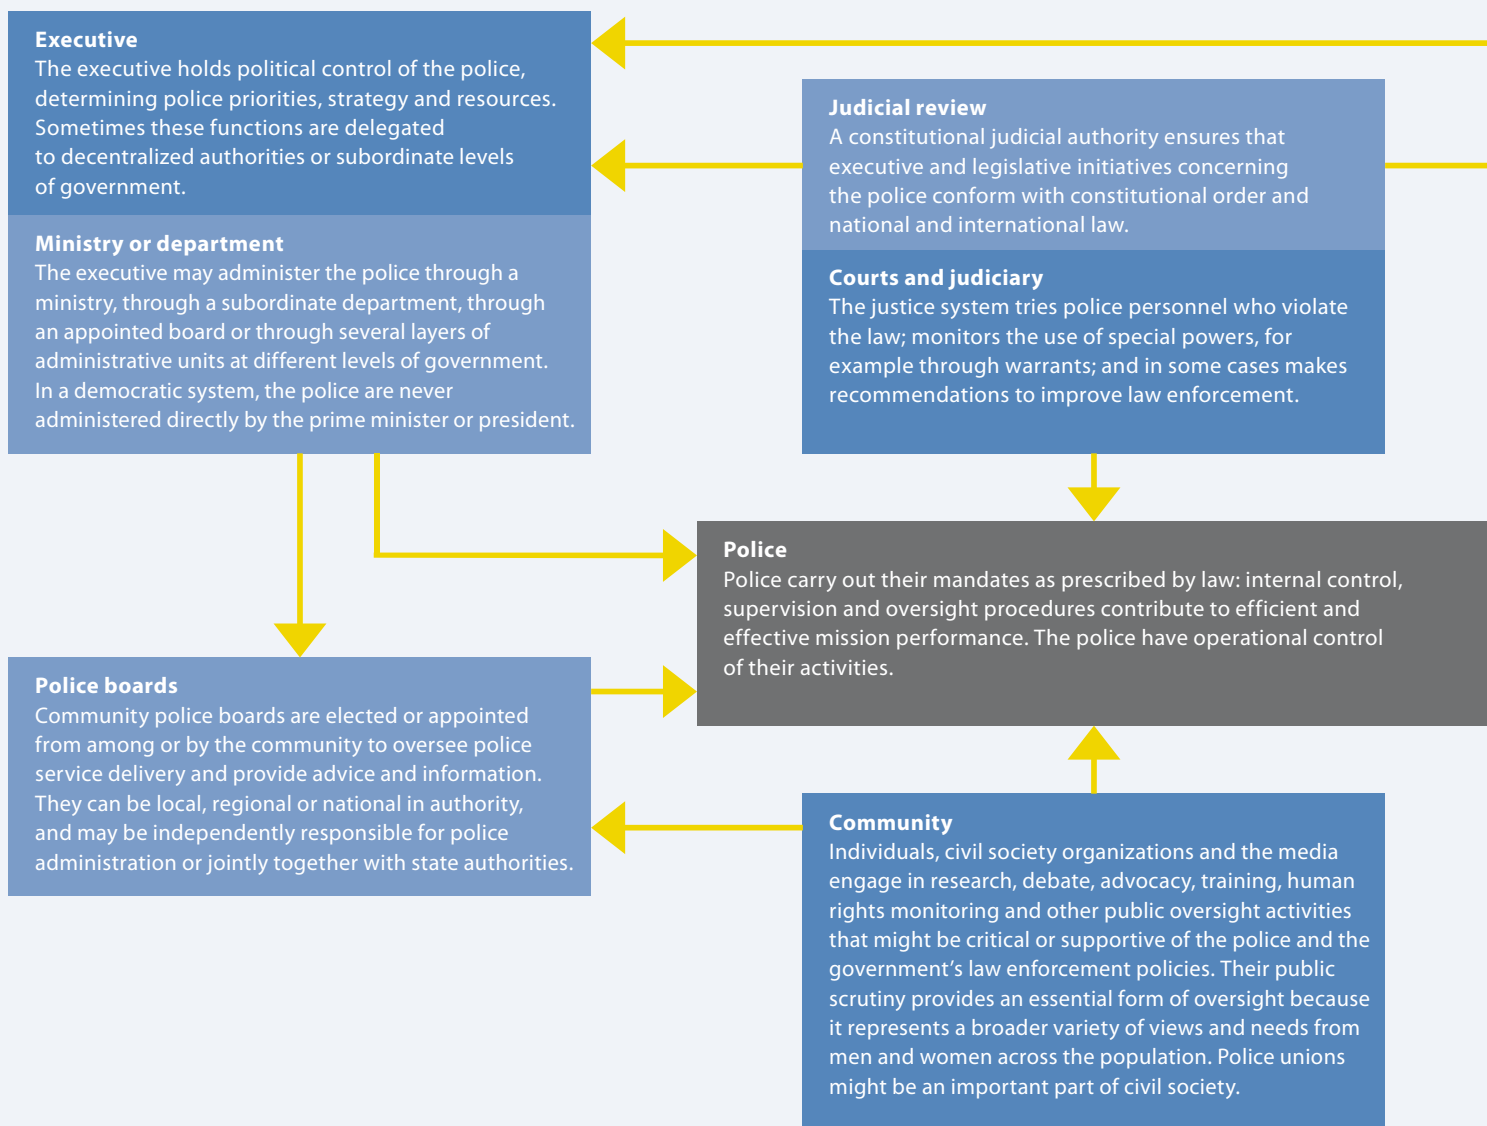 Executive
The executive holds political control of the police,
determining police priorities, strategy and resources.
Sometimes these functions are delegated
to decentralized authorities or subordinate levels
of government.
Ministry or department
The executive may administer the police through a
ministry, through a subordinate department, through
an appointed board or through several layers of
administrative units at different levels of government.
In a democratic system, the police are never
administered directly by the prime minister or president.
Judicial review
A constitutional judicial authority ensures that
executive and legislative initiatives concerning
the police conform with constitutional order and
national and international law.
Courts and judiciary
The justice system tries police personnel who violate
the law; monitors the use of special powers, for
example through warrants; and in some cases makes
recommendations to improve law enforcement.
Police
Police carry out their mandates as prescribed by law: internal control,
supervision and oversight procedures contribute to efficient and
effective mission performance. The police have operational control
of their activities.
Police boards
Community police boards are elected or appointed
from among or by the community to oversee police
service delivery and provide advice and information.
They can be local, regional or national in authority,
and may be independently responsible for police
administration or jointly together with state authorities.
Community
Individuals, civil society organizations and the media
engage in research, debate, advocacy, training, human
rights monitoring and other public oversight activities
that might be critical or supportive of the police and the
government’s law enforcement policies. Their public
scrutiny provides an essential form of oversight because
it represents a broader variety of views and needs from
men and women across the population. Police unions
might be an important part of civil society.